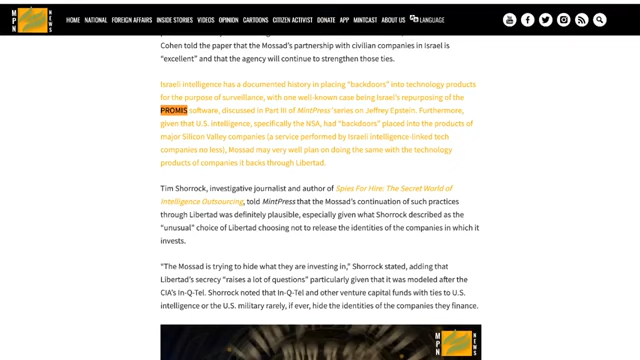 MPN NEWS
HOME NATIONAL FOREIGN AFFAIRS INSIDE STORIES VIDEOS OPINION CARTOONS CITIZEN ACTIVIST DONATE APP MINTCAST ABOUT US LANGUAGE
Cohen told the paper that the Mossad's partnership with civilian companies in Israel is
"excellent" and that the agency will continue to strengthen those ties.
Israeli intelligence has a documented history in placing "backdoors" into technology products
for the purpose of surveillance, with one well-known case being Israel's repurposing of the
PROMIS software, discussed in Part III of MintPress' series on Jeffrey Epstein. Furthermore,
given that U.S. intelligence, specifically the NSA, had "backdoors" placed into the products of
major Silicon Valley companies (a service performed by Israeli intelligence-linked tech
companies no less), Mossad may very well plan on doing the same with the technology
products of companies it backs through Libertad.
Tim Shorrock, investigative journalist and author of Spies For Hire: The Secret World of
Intelligence Outsourcing, told MintPress that the Mossad's continuation of such practices
through Libertad was definitely plausible, especially given what Shorrock described as the
"unusual" choice of Libertad choosing not to release the identities of the companies in which it
invests.
"The Mossad is trying to hide what they are investing in," Shorrock stated, adding that
Libertad's secrecy "raises a lot of questions" particularly given that it was modeled after the
CIA's In-Q-Tel. Shorrock noted that In-Q-Tel and other venture capital funds with ties to U.S.
intelligence or the U.S. military rarely, if ever, hide the identities of the companies they finance.
MPN NEWS